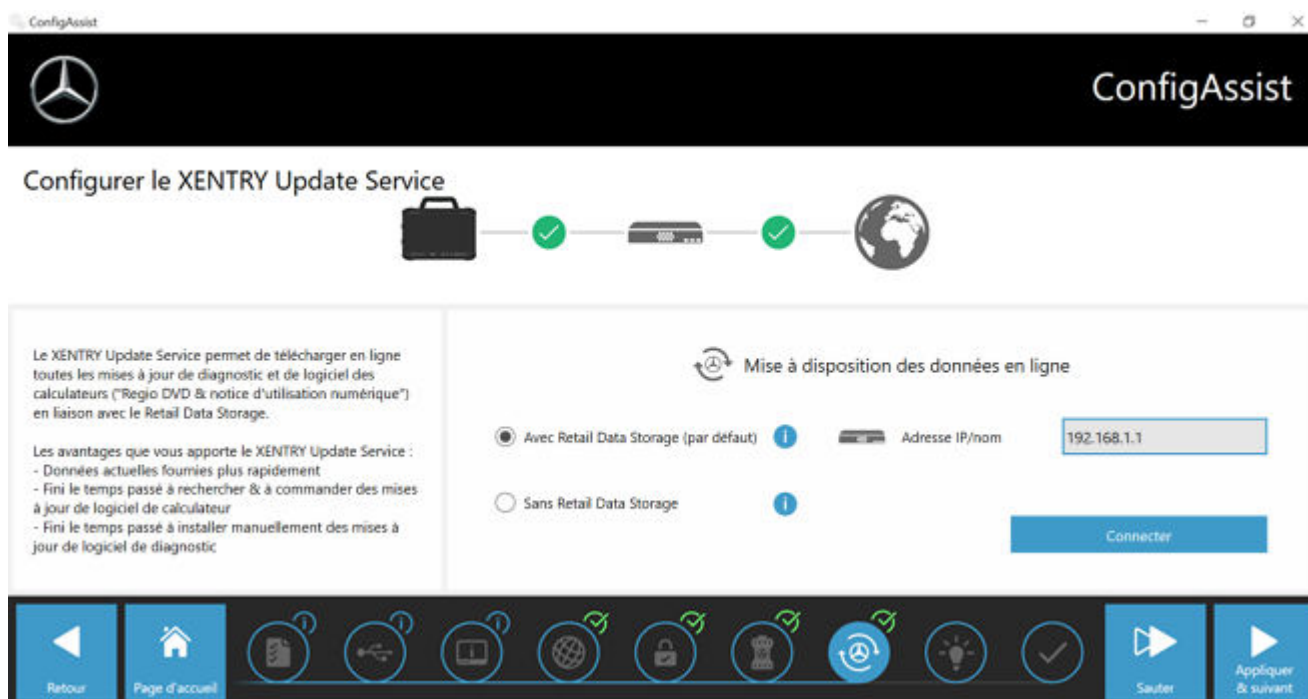 ConfigAssist
ConfigAssist
Configurer le XENTRY Update Service
Le XENTRY Update Service permet de télécharger en ligne
toutes les mises à jour de diagnostic et de logiciel des
calculateurs ("Regio DVD & notice d'utilisation numérique")
en liaison avec le Retail Data Storage.
Les avantages que vous apporte le XENTRY Update Service :
- Données actuelles fournies plus rapidement
- Fini le temps passé à rechercher & à commander des mises
à jour de logiciel de calculateur
- Fini le temps passé à installer manuellement des mises à
jour de logiciel de diagnostic
Mise à disposition des données en ligne
Avec Retail Data Storage (par défaut)
Adresse IP/nom
192.168.1.1
Sans Retail Data Storage
Connecter
Retour
Page d'accueil
Sauter
Appliquer
& suivant